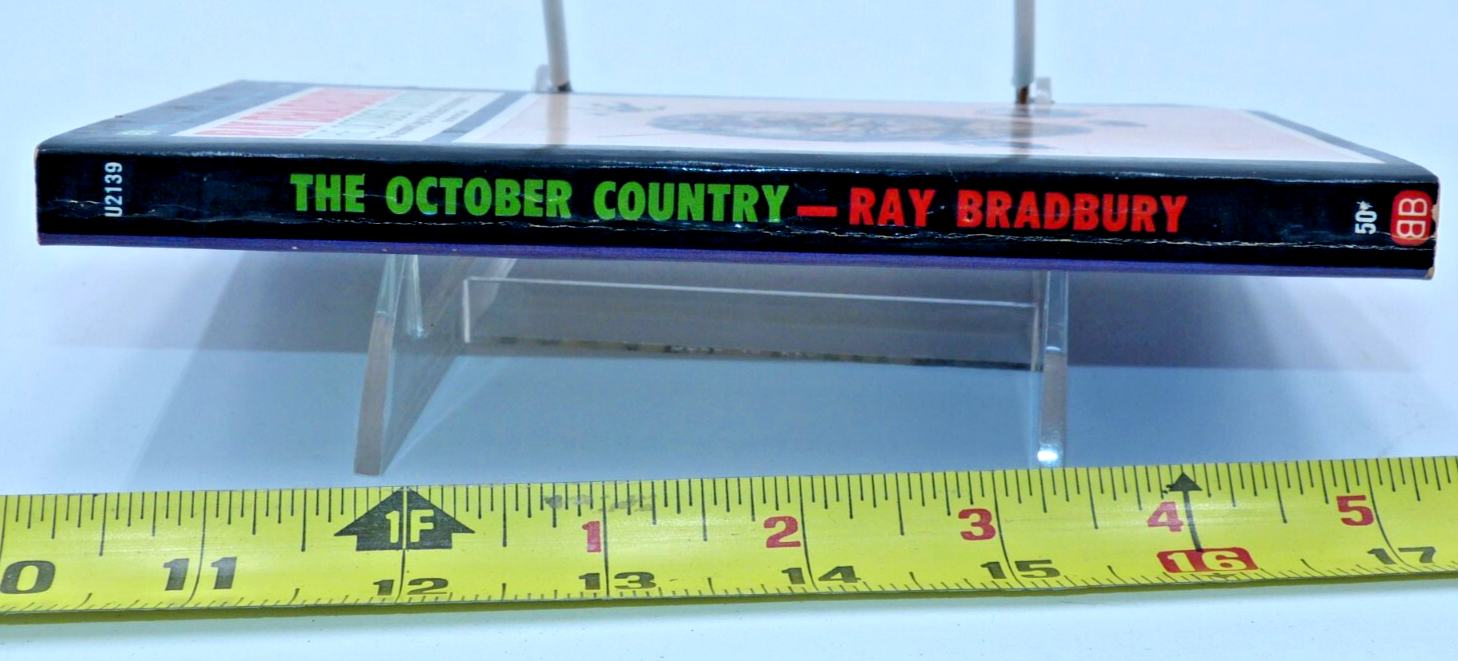 U2139
THE OCTOBER COUNTRY — RAY BRADBURY
50¢
BB
1F 1 2 3 4 5
0 11 12 13 14 15 16 17